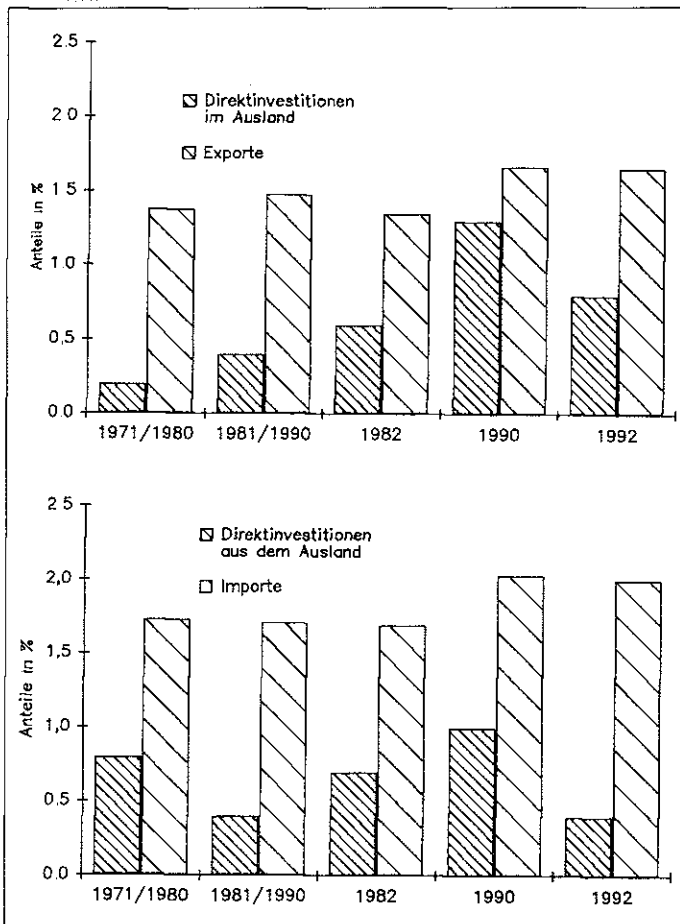 2.5
2.0
1.5
1.0
0.5
0.0
Anteile in %
Direktinvestitionen
im Ausland
Exporte
1971/1980 1981/1990 1982 1990 1992
2 5
2,0
1,5
1,0
0.5
0.0
Anteile in %
Direktinvestitionen
aus dem Ausland
Importe
1971/1980 1981/1990 1982 1990 1992